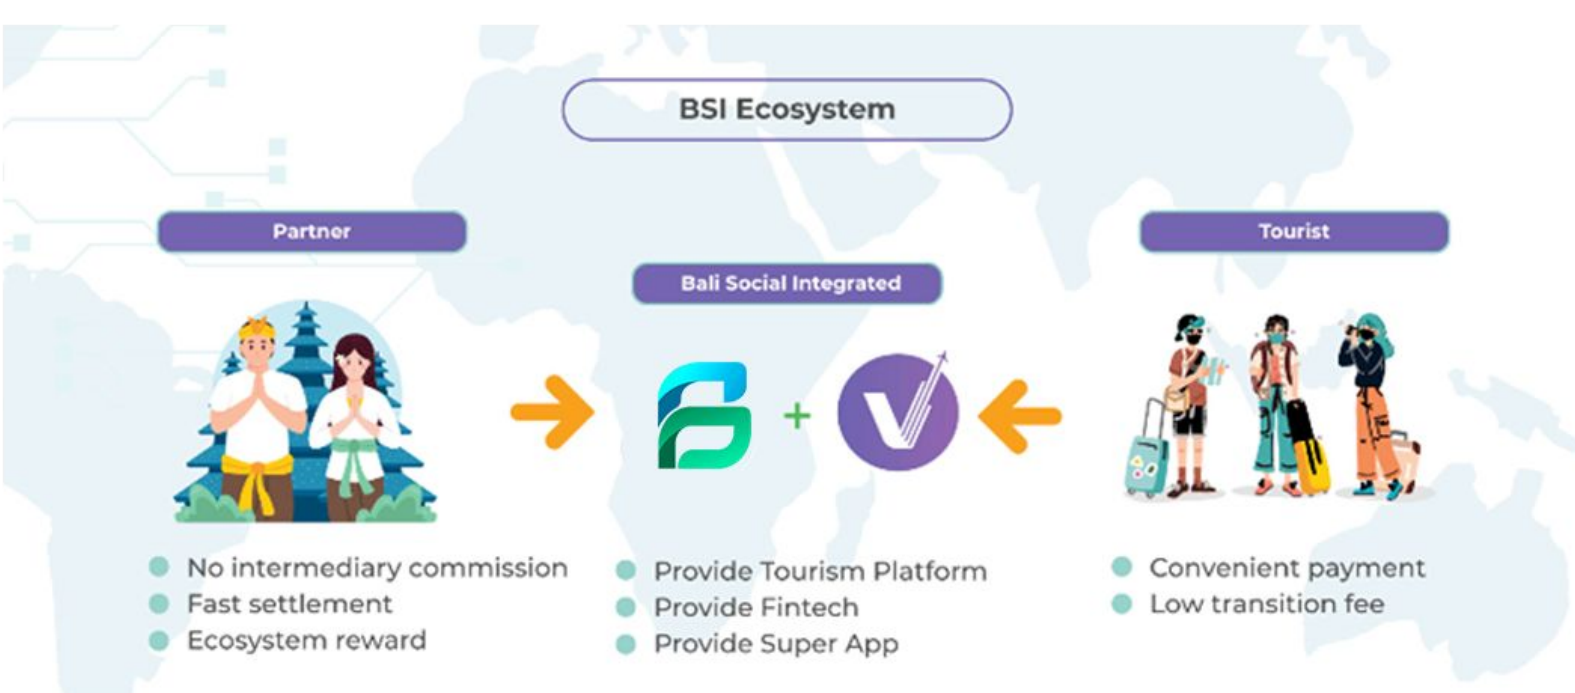 BSI Ecosystem
Partner
Tourist
Bali Social Integrated
No intermediary commission
Fast settlement
Ecosystem reward
Provide Tourism Platform
Provide Fintech
Provide Super App
Convenient payment
Low transition fee